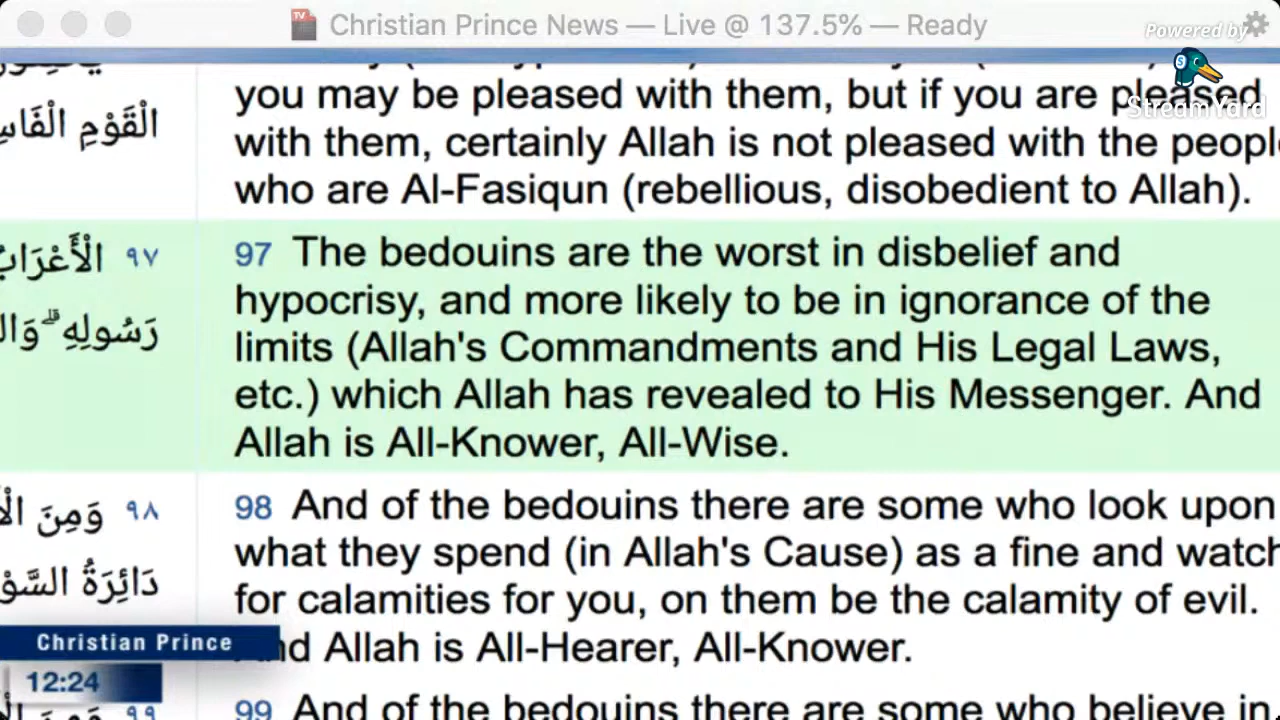 Christian Prince News — Live @ 137.5% — Ready
Powered by
StreamYard
you may be pleased with them, but if you are pleased
الْقَوْمِ
with them, certainly Allah is not pleased with the
who are Al-Fasiqun (rebellious, disobedient to Allah).
٩٧
97 The bedouins are the worst in disbelief and
hypocrisy, and more likely to be in ignorance of the
رَسُولِهِ ۗ
limits (Allah's Commandments and His Legal Laws,
etc.) which Allah has revealed to His Messenger. And
Allah is All-Knower, All-Wise.
٩٨ وَمِنَ
98 And of the bedouins there are some who look upon
what they spend (in Allah's Cause) as a fine and
دَائِرَةُ
for calamities for you, on them be the calamity of evil.
Allah is All-Hearer, All-Knower.
Christian Prince
12:24
99 And of the bedouins there are some who believe in